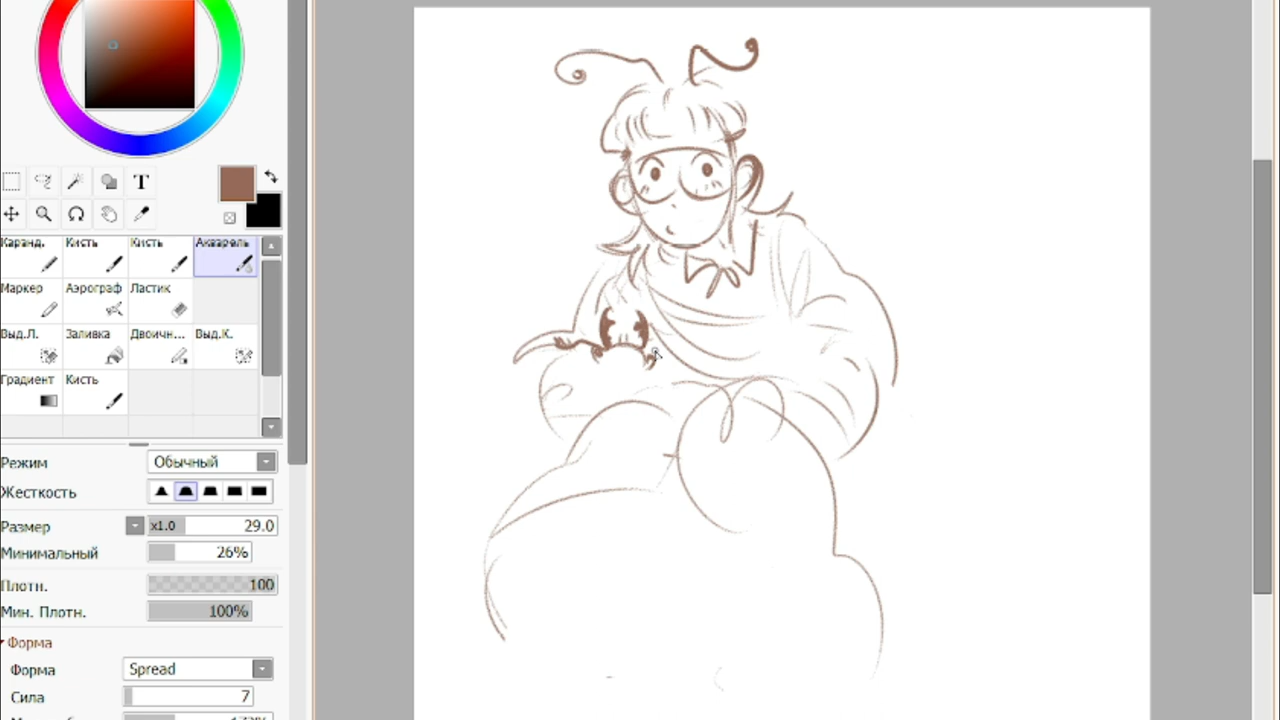 T
Каранд. Кисть Кисть Акварель
Маркер Аэрограф Ластик
Выд.Л. Заливка Двоичн... Выд.К.
Градиент Кисть
Режим Обычный
Жесткость
Размер x1.0 29.0
Минимальный 26%
Плотн. 100
Мин. Плотн. 100%
Форма
Форма Spread
Сила 7